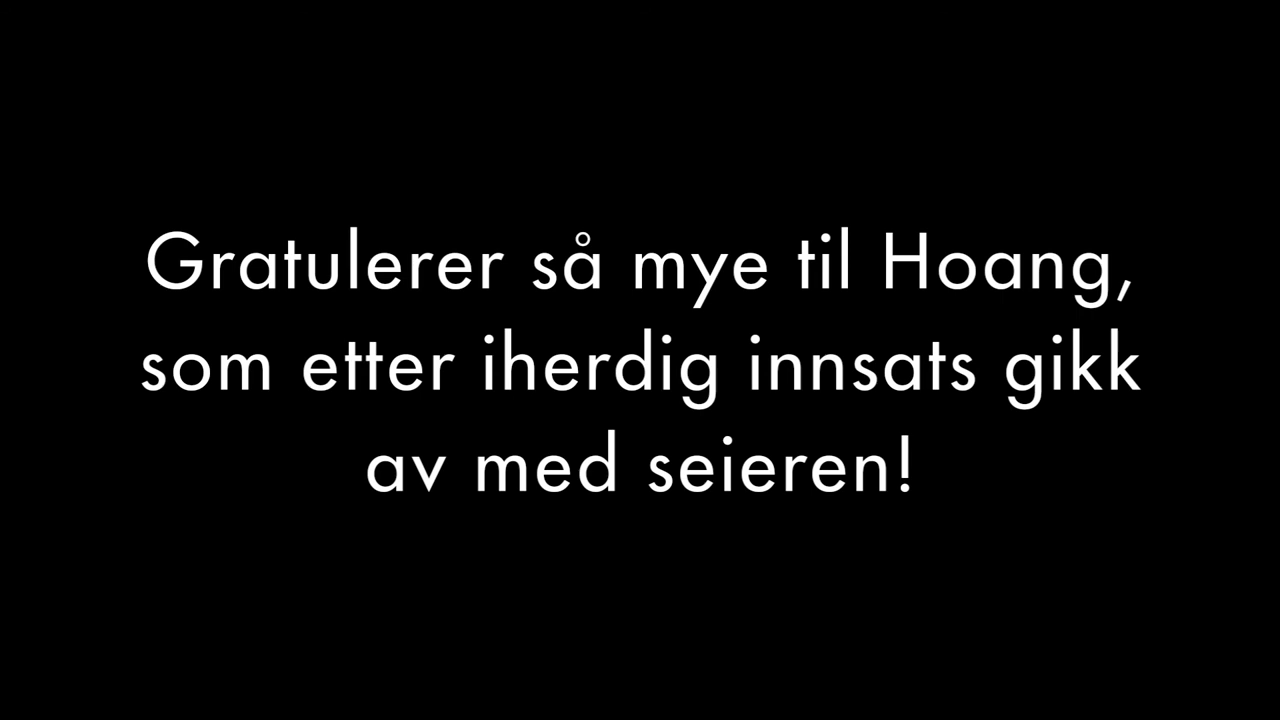 Gratulerer så mye til Hoang,
som etter iherdig innsats gikk
av med seieren!